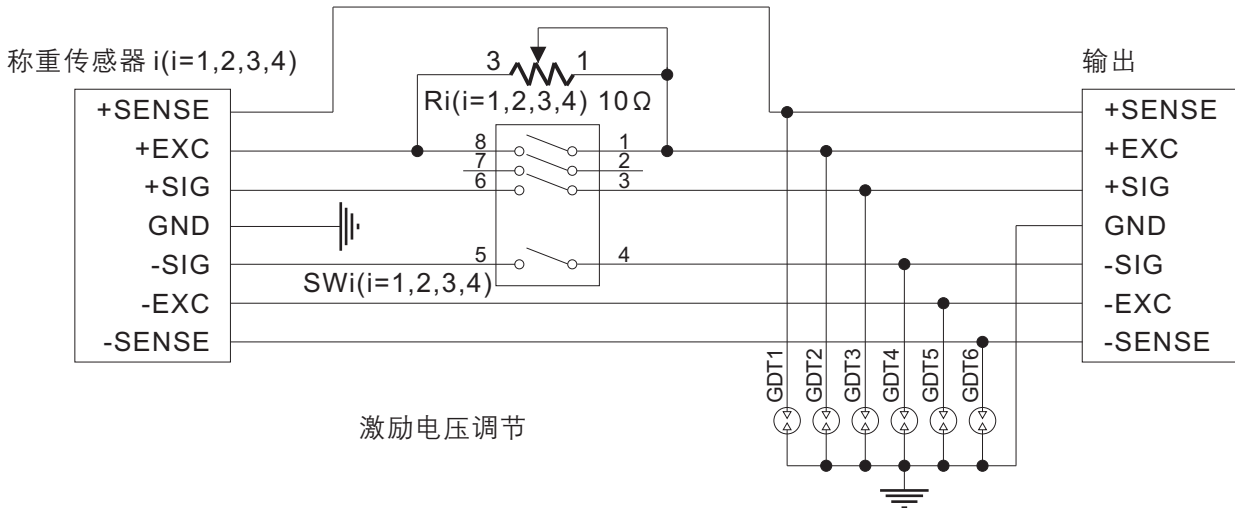 称重传感器 i(i=1,2,3,4)
输出
3 1
Ri(i=1,2,3,4) 10Ω
+SENSE
+EXC
+SIG
GND
-SIG
-EXC
-SENSE
8 1
7 2
6 3
5 4
SWi(i=1,2,3,4)
+SENSE
+EXC
+SIG
GND
-SIG
-EXC
-SENSE
GDT1
GDT2
GDT3
GDT4
GDT5
GDT6
激励电压调节